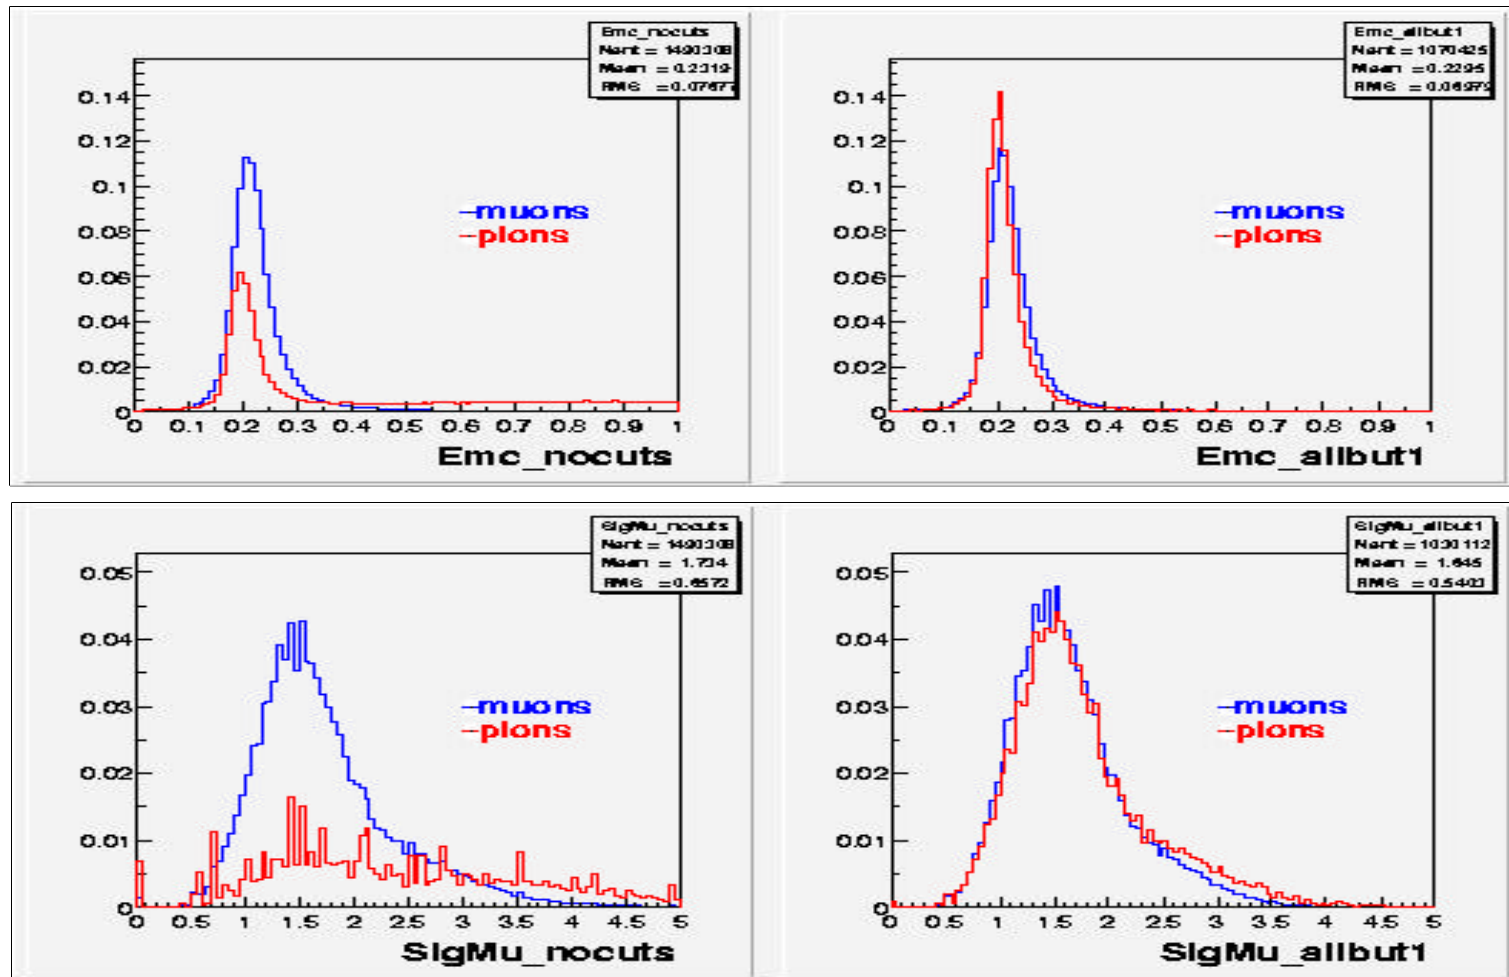 Emc_nocuts
Nent = 1490308
Mean = 0.2319
RMS = 0.07671
0.14
0.12
0.1
0.08
0.06
0.04
0.02
0
muons
pions
0 0.1 0.2 0.3 0.4 0.5 0.6 0.7 0.8 0.9 1
Emc_nocuts
Emc_allbut1
Nent = 1070425
Mean = 0.2295
RMS = 0.06979
0.14
0.12
0.1
0.08
0.06
0.04
0.02
0
muons
pions
0 0.1 0.2 0.3 0.4 0.5 0.6 0.7 0.8 0.9 1
Emc_allbut1
SigMu_nocuts
Nent = 1490308
Mean = 1.734
RMS = 0.6572
0.05
0.04
0.03
0.02
0.01
0
muons
pions
0 0.5 1 1.5 2 2.5 3 3.5 4 4.5 5
SigMu_nocuts
SigMu_allbut1
Nent = 1030112
Mean = 1.645
RMS = 0.5403
0.05
0.04
0.03
0.02
0.01
0
muons
pions
0 0.5 1 1.5 2 2.5 3 3.5 4 4.5 5
SigMu_allbut1